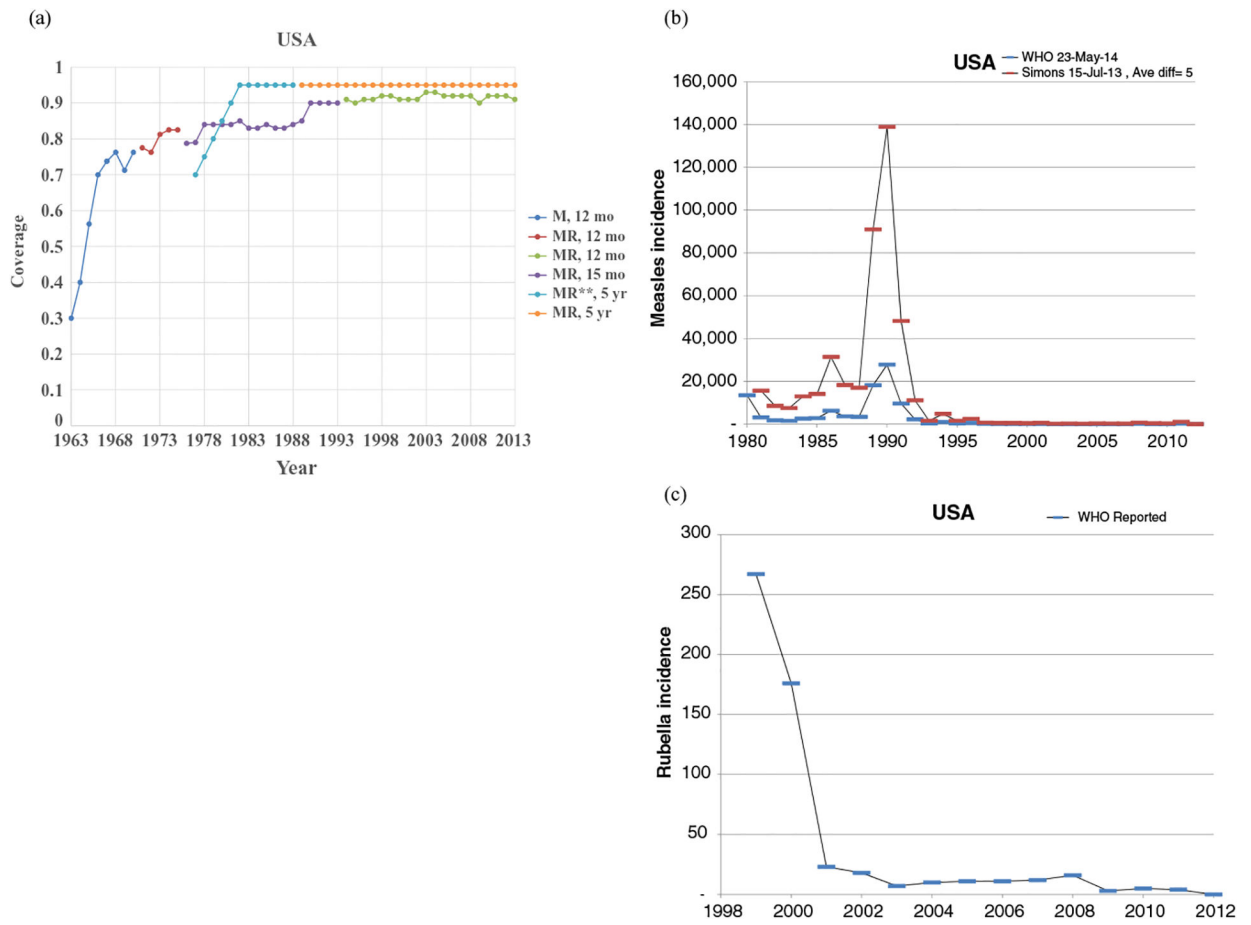 (a)
USA
1
0.9
0.8
0.7
0.6
0.5
0.4
0.3
0.2
0.1
0
Coverage
1963 1968 1973 1978 1983 1988 1993 1998 2003 2008 2013
Year
M, 12 mo
MR, 12 mo
MR, 12 mo
MR, 15 mo
MR**, 5 yr
MR, 5 yr
(b)
USA
WHO 23-May-14
Simons 15-Jul-13 , Ave diff= 5
160,000
140,000
120,000
100,000
80,000
60,000
40,000
20,000
-
Measles incidence
1980 1985 1990 1995 2000 2005 2010
(c)
USA
WHO Reported
300
250
200
150
100
50
-
Rubella incidence
1998 2000 2002 2004 2006 2008 2010 2012